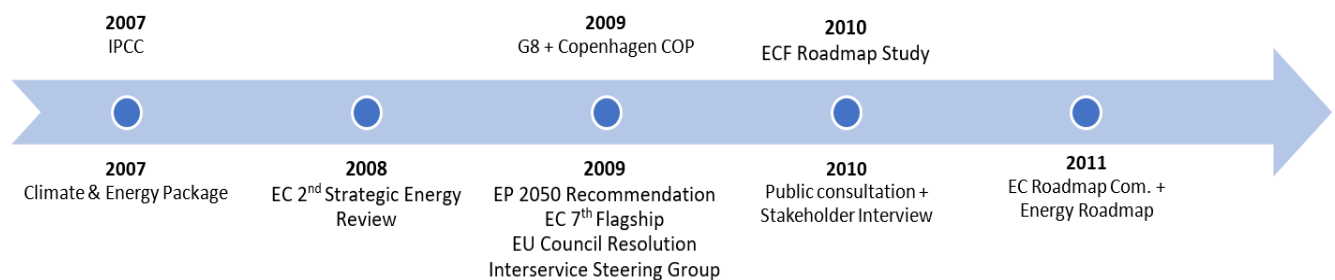 2007
IPCC
2009
G8 + Copenhagen COP
2010
ECF Roadmap Study
2007
Climate & Energy Package
2008
EC 2nd Strategic Energy
Review
2009
EP 2050 Recommendation
EC 7th Flagship
EU Council Resolution
Interservice Steering Group
2010
Public consultation +
Stakeholder Interview
2011
EC Roadmap Com. +
Energy Roadmap